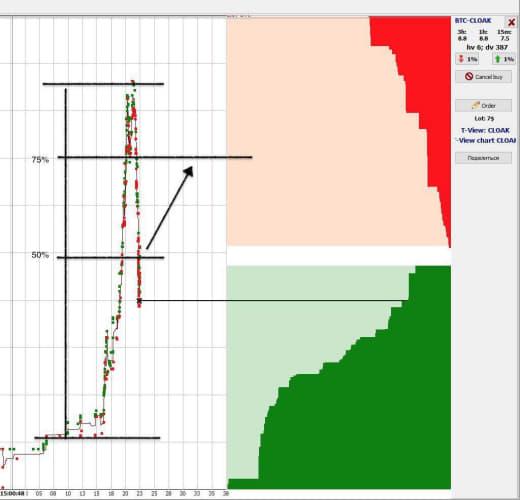 BTC-CLOAK
3h: 1h: 15m:
8.8 8.8 7.5
hv 6; dv 387
1% 1%
Cancel buy
Order
Lot: 7$
T-View: CLOAK
-View chart CLOAK
Поделиться
75%
50%
15:00:48 05 08 10 13 15 18 20 23 25 28 30 33 35 38